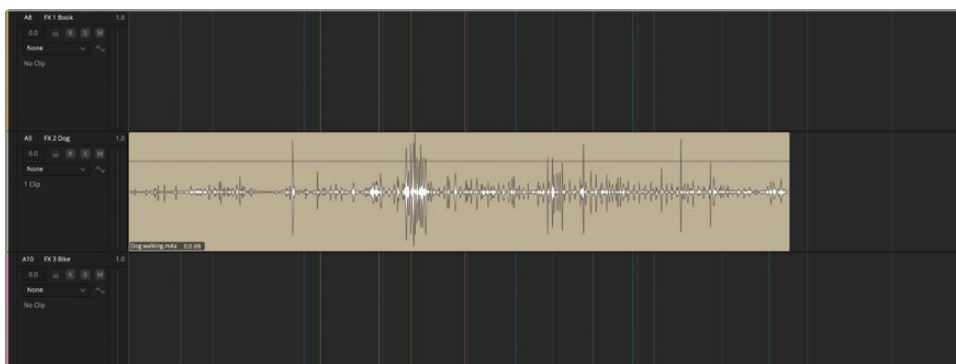 A8 FX 1 Book 1.0
0.0 R S M
None
No Clip
A9 FX 2 Dog 1.0
0.0 R S M
None
1 Clip
Dog walking.m4a 0.0 dB
A10 FX 3 Bike 1.0
0.0 R S M
None
No Clip